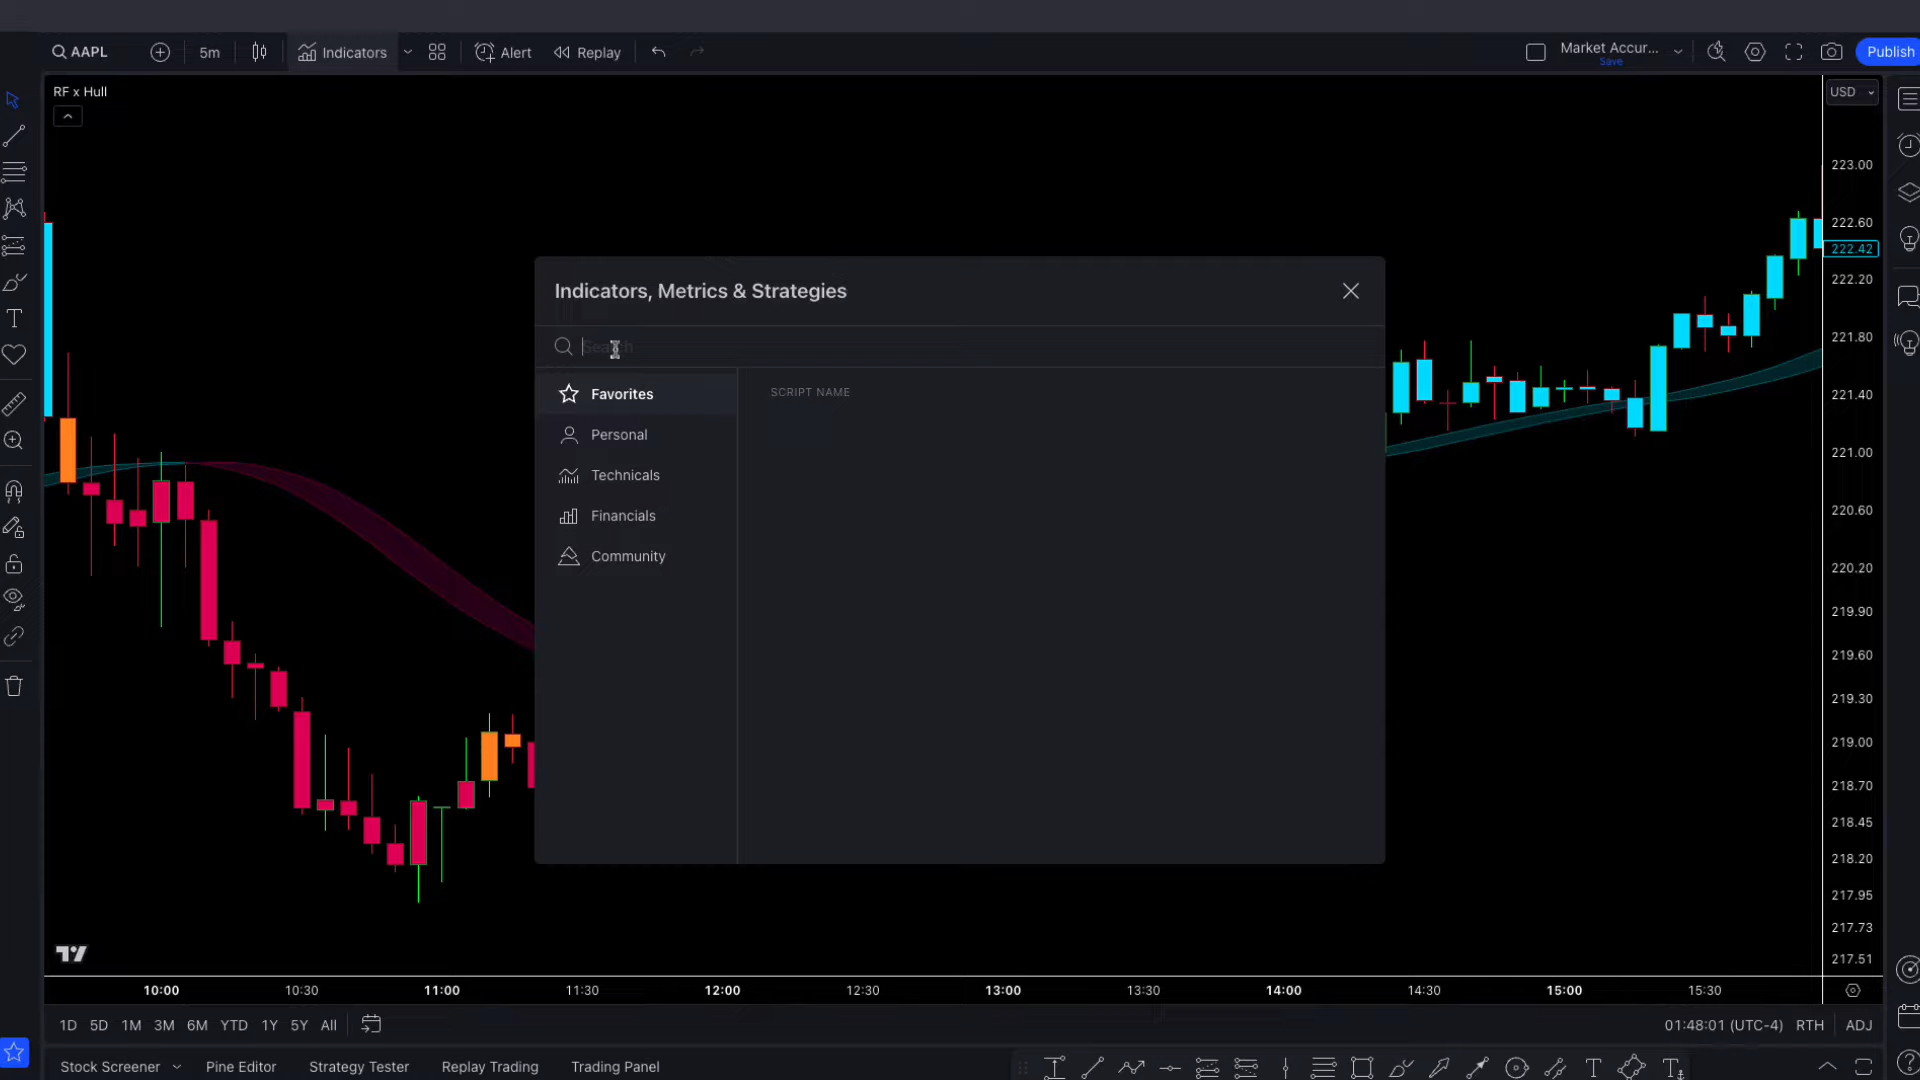 AAPL
5m
Indicators
Alert
Replay
Market Accur...
Save
Publish
RF x Hull
USD
223.00
222.60
222.42
222.20
221.80
221.40
221.00
220.60
220.20
219.90
219.60
219.30
219.00
218.70
218.45
218.20
217.95
217.73
217.51
Indicators, Metrics & Strategies
Search
Favorites
Personal
Technicals
Financials
Community
SCRIPT NAME
10:00 10:30 11:00 11:30 12:00 12:30 13:00 13:30 14:00 14:30 15:00 15:30
1D 5D 1M 3M 6M YTD 1Y 5Y All
01:48:01 (UTC-4) RTH ADJ
Stock Screener Pine Editor Strategy Tester Replay Trading Trading Panel